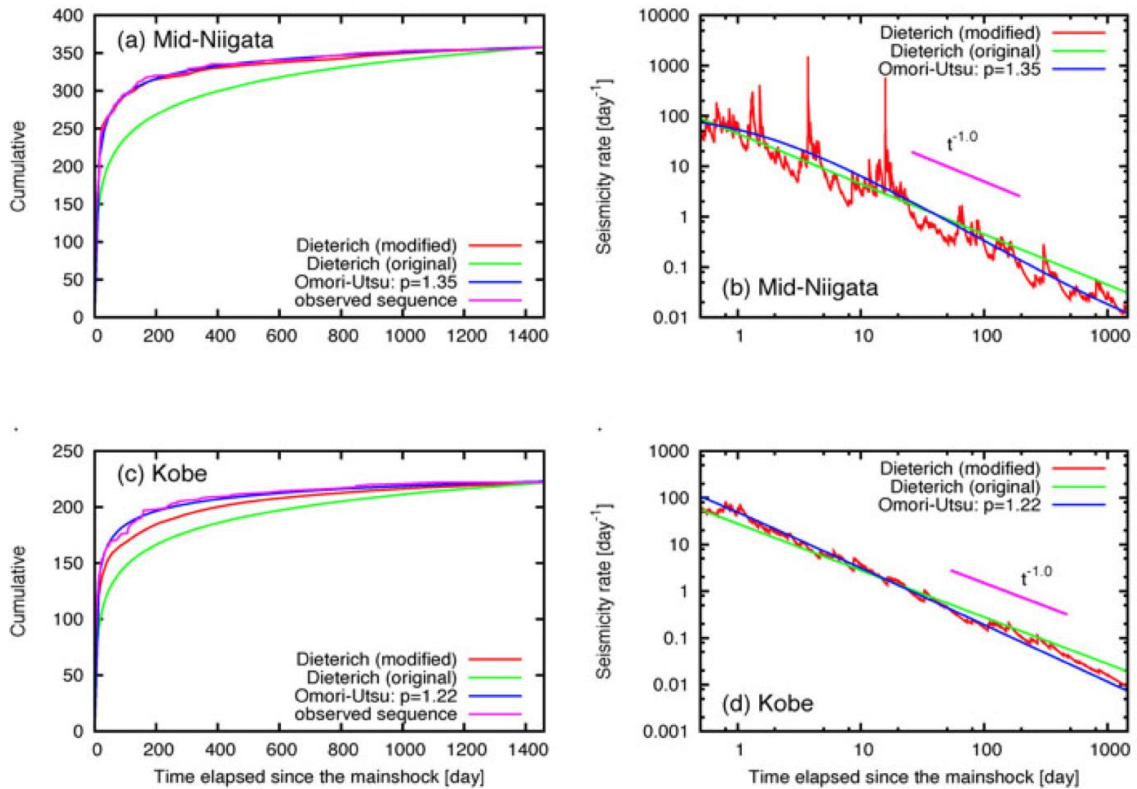 (a) Mid-Niigata
Cumulative
400
350
300
250
200
150
100
50
0
0 200 400 600 800 1000 1200 1400
Dieterich (modified)
Dieterich (original)
Omori-Utsu: p=1.35
observed sequence
(b) Mid-Niigata
Seismicity rate [day⁻¹]
10000
1000
100
10
1
0.1
0.01
1 10 100 1000
Dieterich (modified)
Dieterich (original)
Omori-Utsu: p=1.35
t⁻¹·⁰
(c) Kobe
Cumulative
250
200
150
100
50
0
0 200 400 600 800 1000 1200 1400
Time elapsed since the mainshock [day]
Dieterich (modified)
Dieterich (original)
Omori-Utsu: p=1.22
observed sequence
(d) Kobe
Seismicity rate [day⁻¹]
1000
100
10
1
0.1
0.01
0.001
1 10 100 1000
Time elapsed since the mainshock [day]
Dieterich (modified)
Dieterich (original)
Omori-Utsu: p=1.22
t⁻¹·⁰